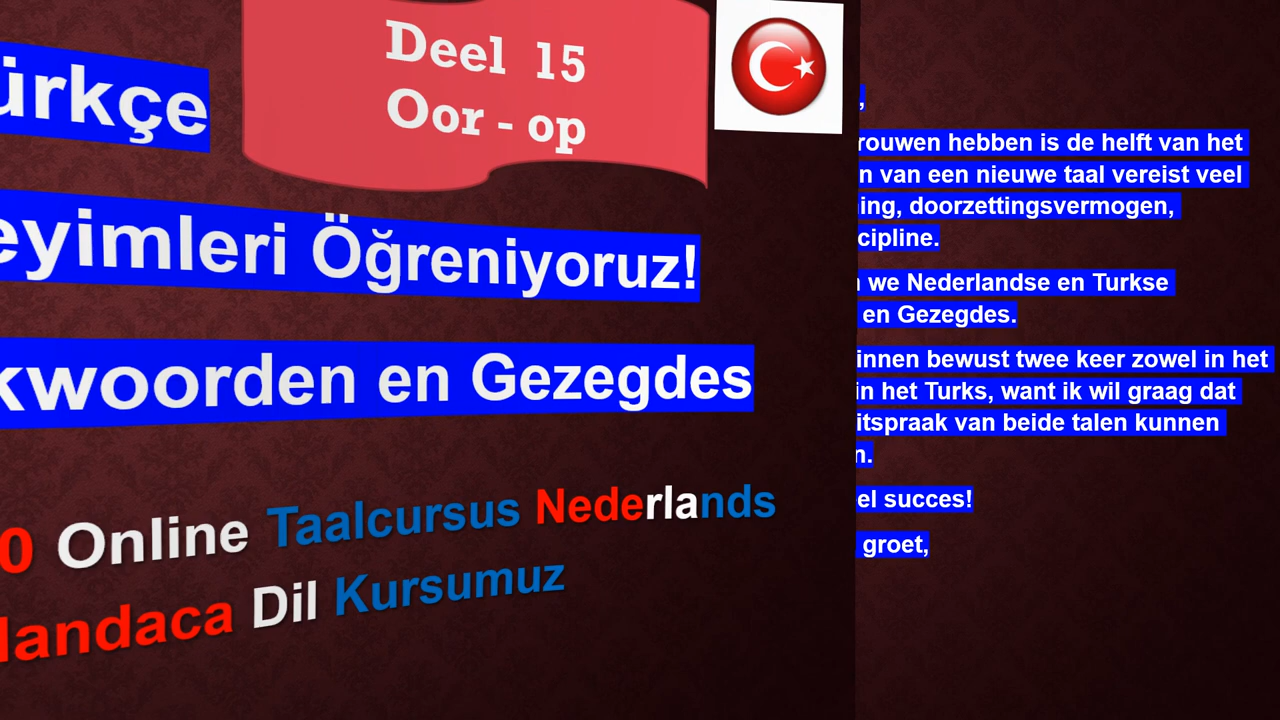 Deel 15
Oor - op
ürkçe
eyimleri Öğreniyoruz!
kwoorden en Gezegdes
0 Online Taalcursus Nederlands
landaca Dil Kursumuz
,
rouwen hebben is de helft van het
n van een nieuwe taal vereist veel
ing, doorzettingsvermogen,
cipline.
we Nederlandse en Turkse
en Gezegdes.
innen bewust twee keer zowel in het
in het Turks, want ik wil graag dat
itspraak van beide talen kunnen
n.
el succes!
groet,